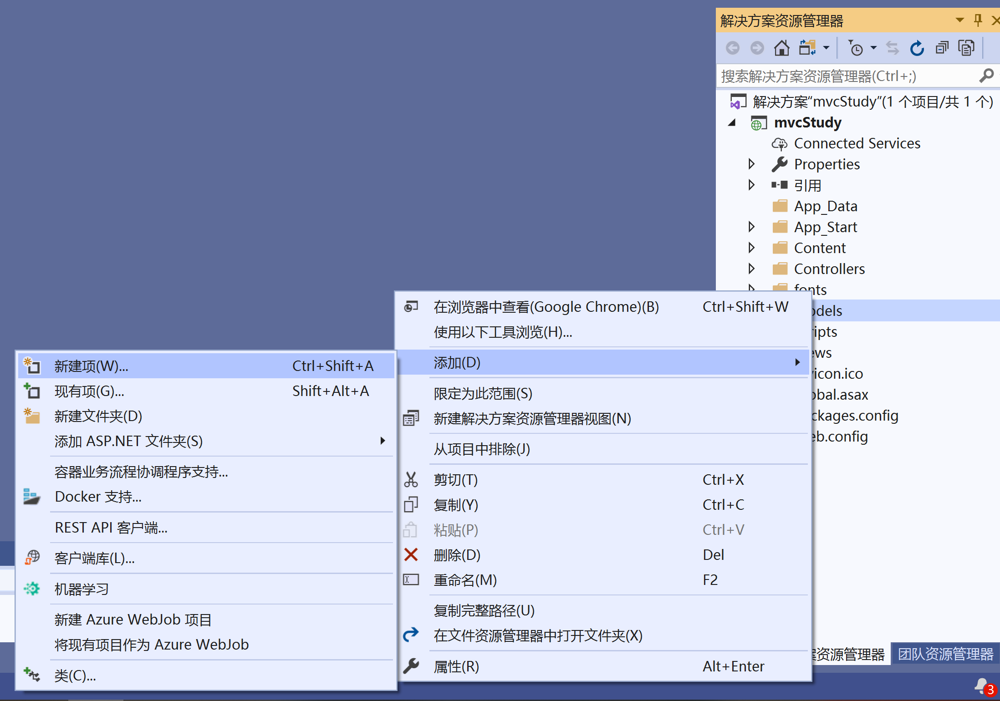 解决方案资源管理器
搜索解决方案资源管理器(Ctrl+;)
解决方案“mvcStudy”(1 个项目/共 1 个)
mvcStudy
Connected Services
Properties
引用
App_Data
App_Start
Content
Controllers
fonts
odels
ipts
ews
icon.ico
obal.asax
ckages.config
eb.config
在浏览器中查看(Google Chrome)(B) Ctrl+Shift+W
使用以下工具浏览(H)...
添加(D)
限定为此范围(S)
新建解决方案资源管理器视图(N)
从项目中排除(J)
剪切(T) Ctrl+X
复制(Y) Ctrl+C
粘贴(P) Ctrl+V
删除(D) Del
重命名(M) F2
复制完整路径(U)
在文件资源管理器中打开文件夹(X)
属性(R) Alt+Enter
新建项(W)... Ctrl+Shift+A
现有项(G)... Shift+Alt+A
新建文件夹(D)
添加 ASP.NET 文件夹(S)
容器业务流程协调程序支持...
Docker 支持...
REST API 客户端...
客户端库(L)...
机器学习
新建 Azure WebJob 项目
将现有项目作为 Azure WebJob
类(C)...
资源管理器 团队资源管理器
3